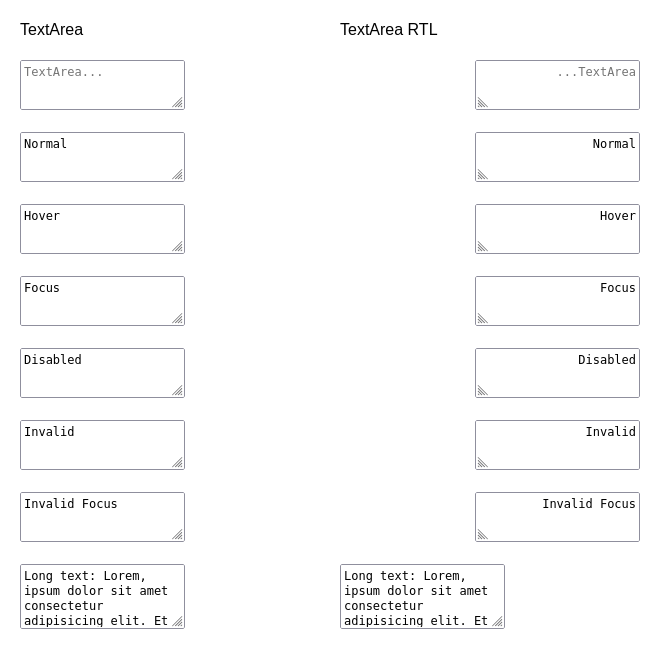 TextArea
TextArea RTL
TextArea...
...TextArea
Normal
Normal
Hover
Hover
Focus
Focus
Disabled
Disabled
Invalid
Invalid
Invalid Focus
Invalid Focus
Long text: Lorem,
ipsum dolor sit amet
consectetur
adipisicing elit. Et
Long text: Lorem,
ipsum dolor sit amet
consectetur
adipisicing elit. Et